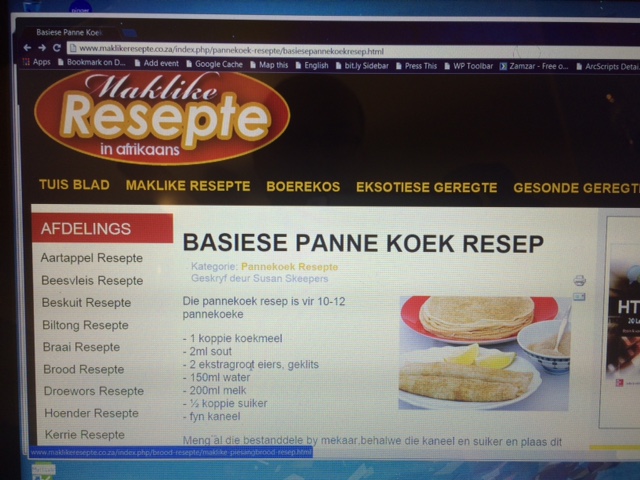 Basiese Panne Koek
www.maklikeresepte.co.za/index.php/pannekoek-resepte/basiesepannekoekresep.html
Apps Bookmark on D... Add event Google Cache Map this English bit.ly Sidebar Press This WP Toolbar Zamzar - Free o... ArcScripts Detai
Maklike
Resepte
in afrikaans
TUIS BLAD MAKLIKE RESEPTE BOEREKOS EKSOTIESE GEREGTE GESONDE GEREGT
AFDELINGS
Aartappel Resepte
Beesvleis Resepte
Beskuit Resepte
Biltong Resepte
Braai Resepte
Brood Resepte
Droewors Resepte
Hoender Resepte
Kerrie Resepte
BASIESE PANNE KOEK RESEP
Kategorie: Pannekoek Resepte
Geskryf deur Susan Skeepers
Die pannekoek resep is vir 10-12
pannekoeke
- 1 koppie koekmeel
- 2ml sout
- 2 ekstragroot eiers, geklits
- 150ml water
- 200ml melk
- ½ koppie suiker
- fyn kaneel
Meng al die bestanddele by mekaar,behalwe die kaneel en suiker en plaas dit
HT
20 Le
www.maklikeresepte.co.za/index.php/brood-resepte/maklike-piesangbrood-resep.html